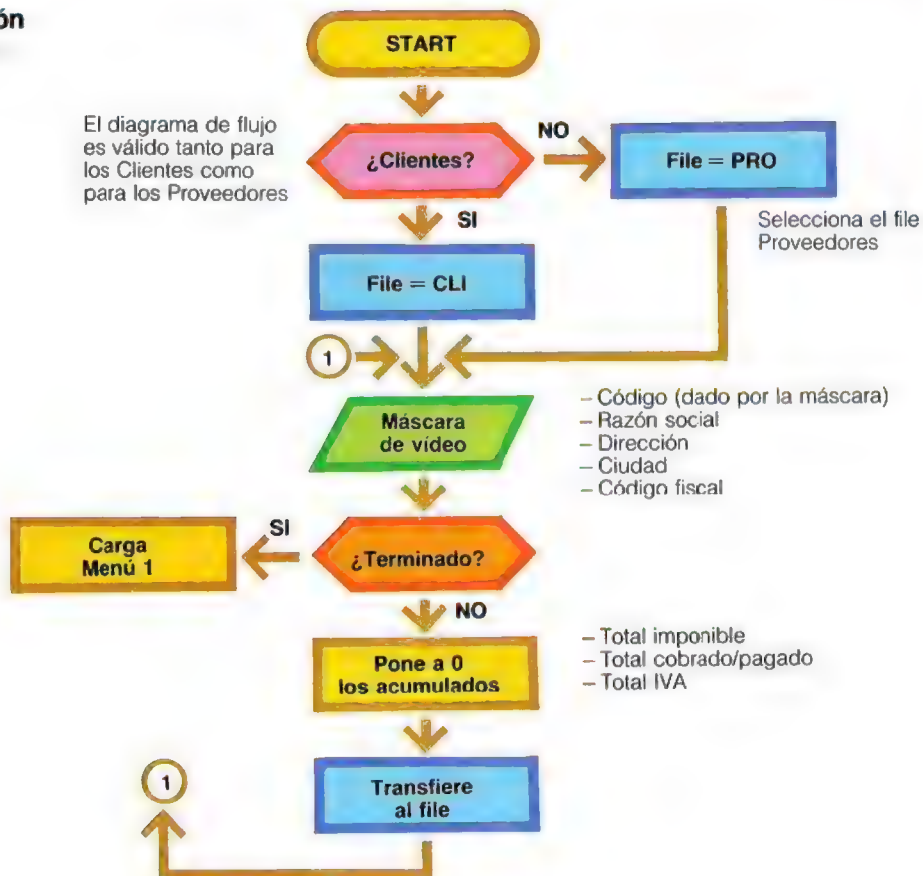 ón
START
El diagrama de flujo
es válido tanto para
los Clientes como
para los Proveedores
¿Clientes?
NO
File = PRO
SI
Selecciona el file
Proveedores
File = CLI
1
Máscara
de vídeo
– Código (dado por la máscara)
– Razón social
– Dirección
– Ciudad
– Código fiscal
SI
Carga
Menú 1
¿Terminado?
NO
Pone a 0
los acumulados
– Total imponible
– Total cobrado/pagado
– Total IVA
1
Transfiere
al file